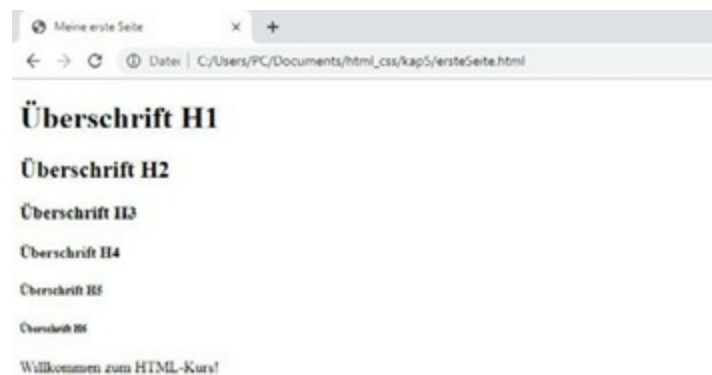 Meine erste Seite
Datei | C:/Users/PC/Documents/html_css/kap5/ersteSeite.html
Überschrift H1
Überschrift H2
Überschrift H3
Überschrift H4
Überschrift H5
Überschrift H6
Willkommen zum HTML-Kurs!